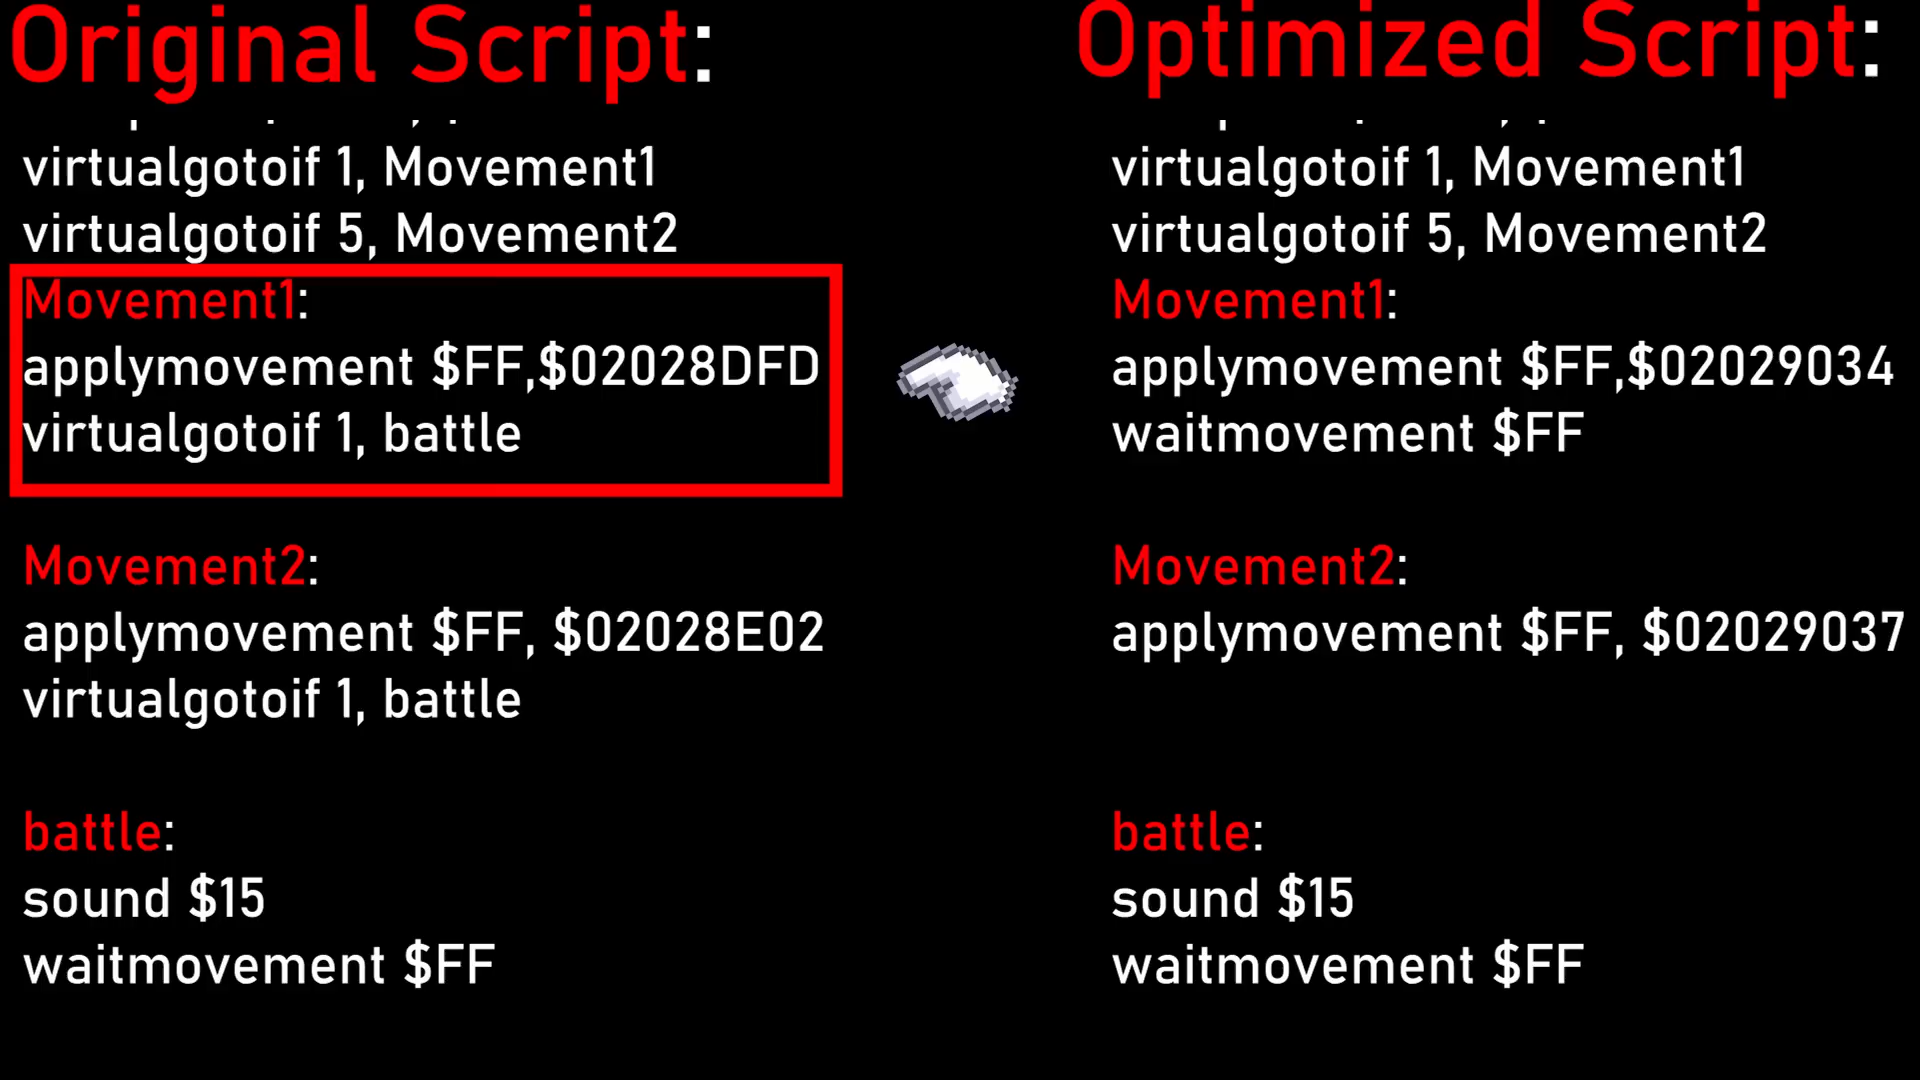 Original Script:
virtualgotoif 1, Movement1
virtualgotoif 5, Movement2
Movement1:
applymovement $FF,$02028DFD
virtualgotoif 1, battle
Movement2:
applymovement $FF, $02028E02
virtualgotoif 1, battle
battle:
sound $15
waitmovement $FF
Optimized Script:
virtualgotoif 1, Movement1
virtualgotoif 5, Movement2
Movement1:
applymovement $FF,$02029034
waitmovement $FF
Movement2:
applymovement $FF, $02029037
battle:
sound $15
waitmovement $FF